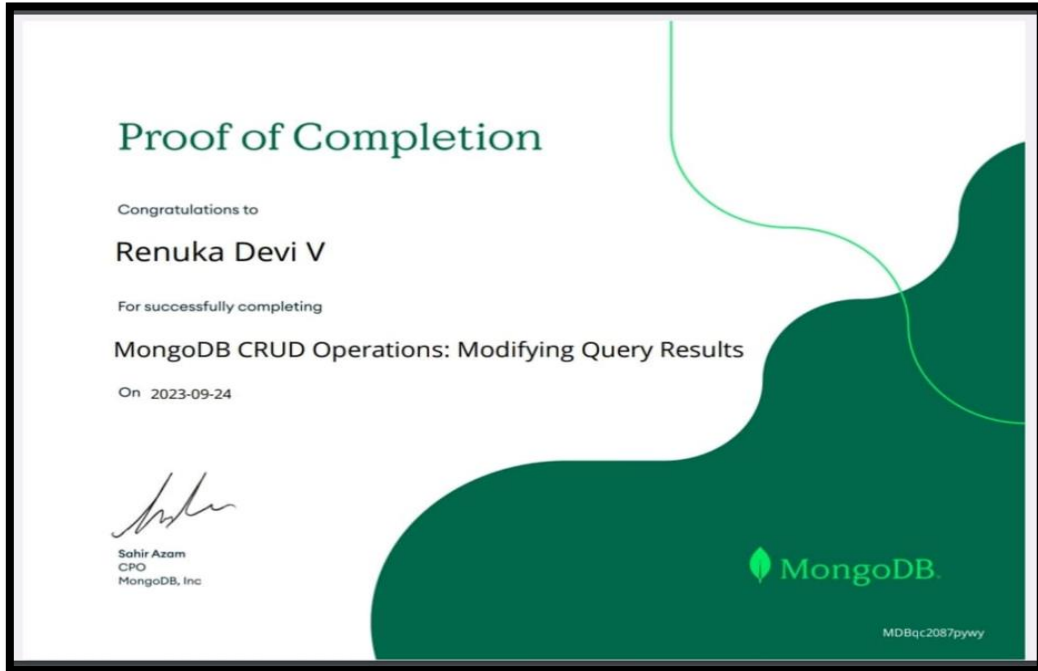 Proof of Completion
Congratulations to
Renuka Devi V
For successfully completing
MongoDB CRUD Operations: Modifying Query Results
On 2023-09-24
Sahir Azam
CPO
MongoDB, Inc
MongoDB.
MDBqc2087pywy